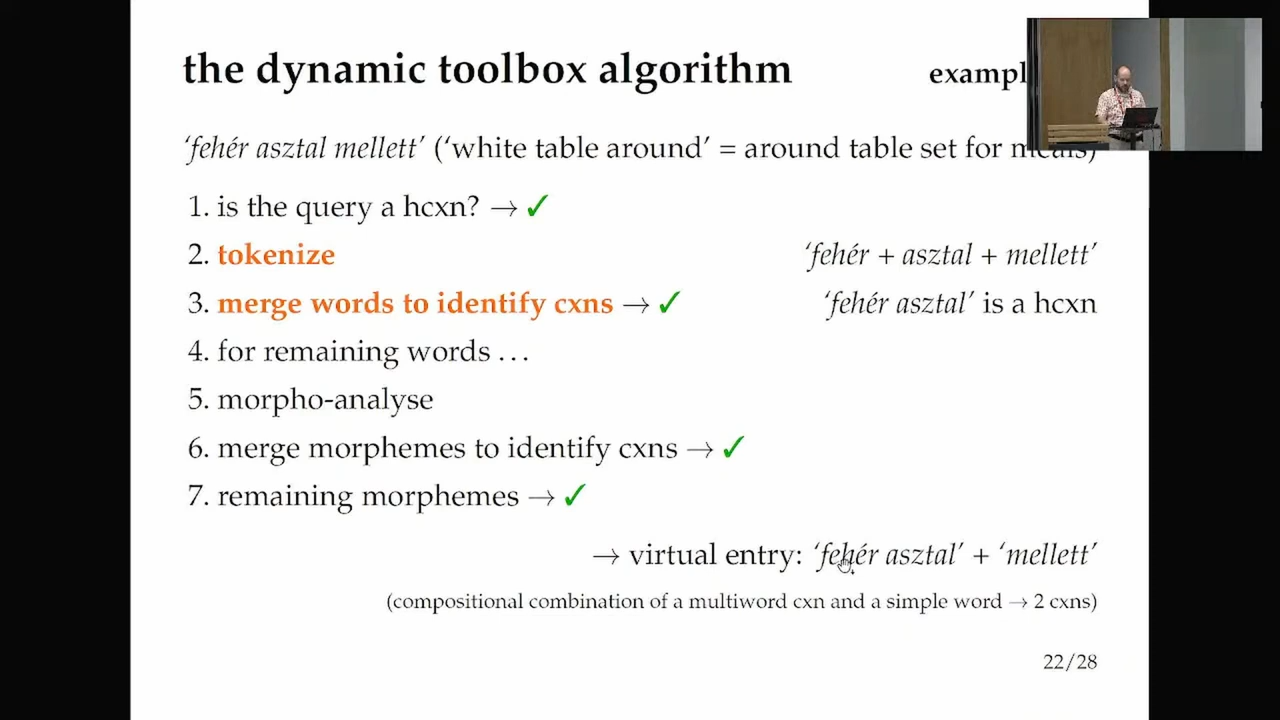 the dynamic toolbox algorithm
‘fehér asztal mellett’ (‘white table around’ = around table set for meals)
1. is the query a hcxn? → ✓
2. tokenize ‘fehér + asztal + mellett’
3. merge words to identify cxns → ✓ ‘fehér asztal’ is a hcxn
4. for remaining words …
5. morpho-analyse
6. merge morphemes to identify cxns → ✓
7. remaining morphemes → ✓
→ virtual entry: ‘fehér asztal’ + ‘mellett’
(compositional combination of a multiword cxn and a simple word → 2 cxns)
22/28